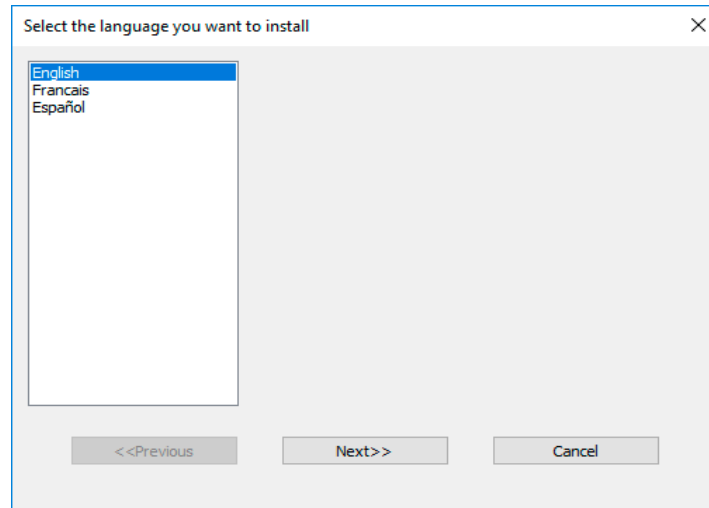 Select the language you want to install
English
Francais
Español
<<Previous
Next>>
Cancel